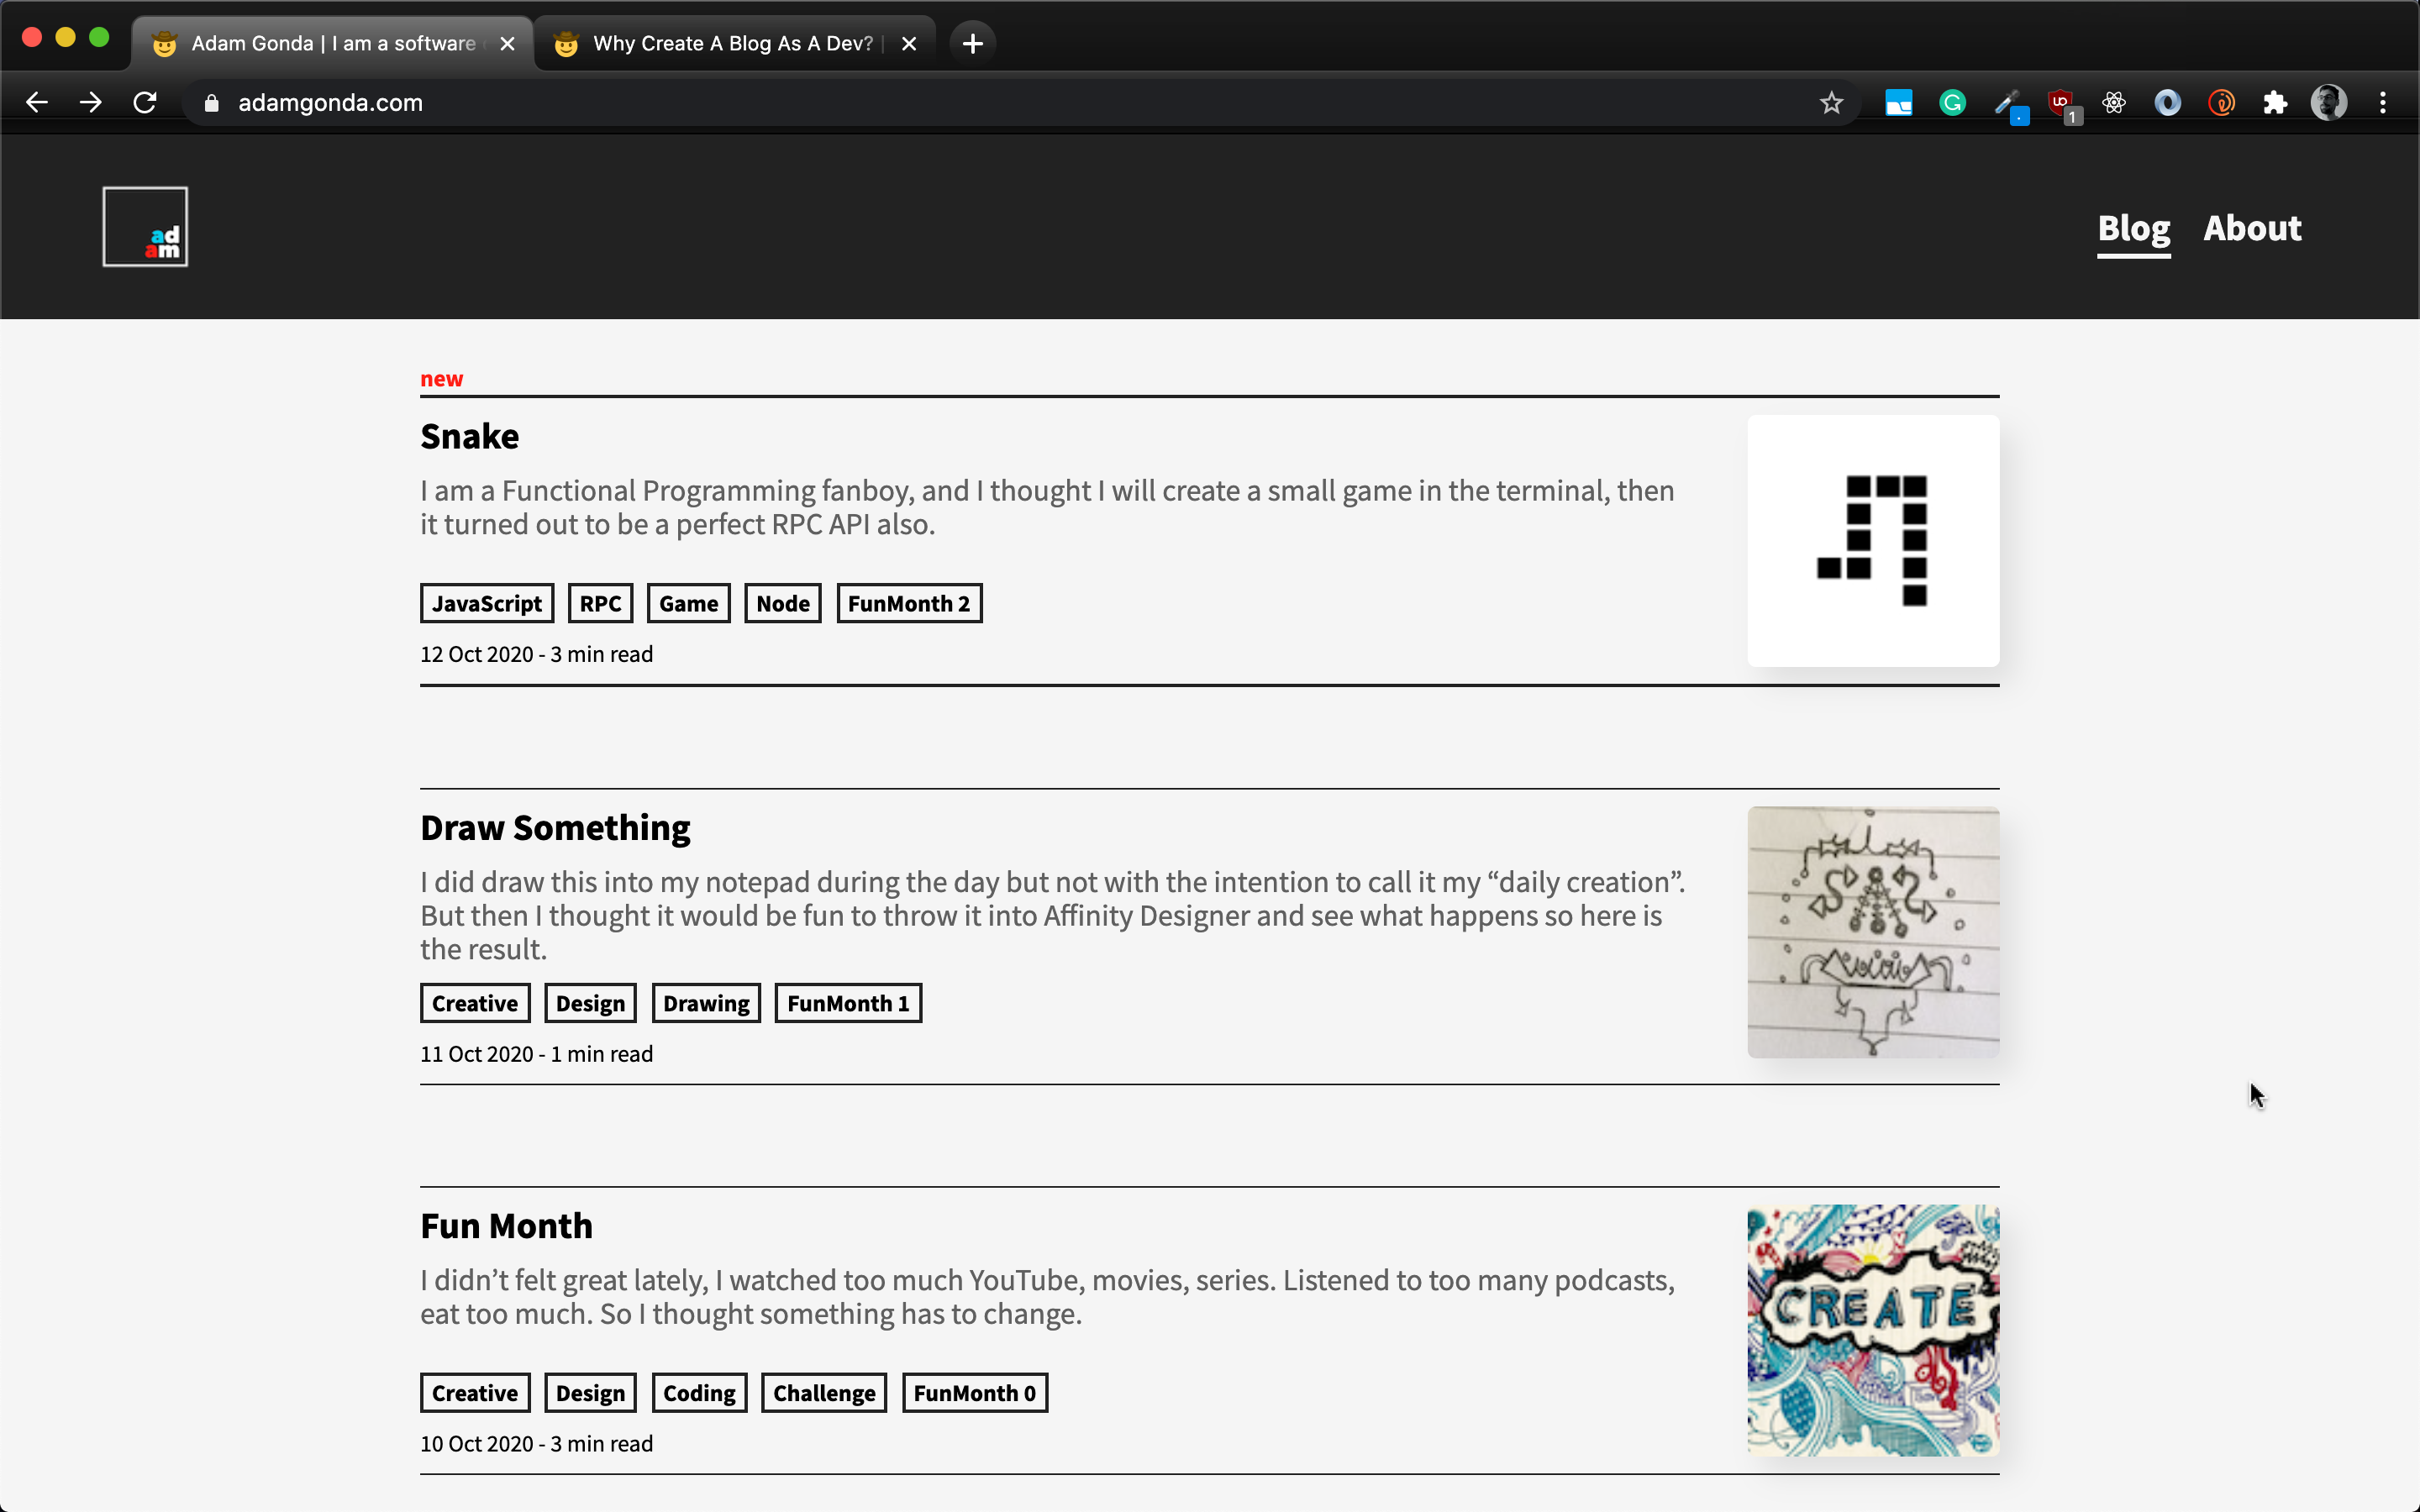 Adam Gonda | I am a software
Why Create A Blog As A Dev? |
adamgonda.com
1
ad
am
Blog About
new
Snake
I am a Functional Programming fanboy, and I thought I will create a small game in the terminal, then
it turned out to be a perfect RPC API also.
JavaScript RPC Game Node FunMonth 2
12 Oct 2020 - 3 min read
Draw Something
I did draw this into my notepad during the day but not with the intention to call it my “daily creation”.
But then I thought it would be fun to throw it into Affinity Designer and see what happens so here is
the result.
Creative Design Drawing FunMonth 1
11 Oct 2020 - 1 min read
Fun Month
I didn’t felt great lately, I watched too much YouTube, movies, series. Listened to too many podcasts,
eat too much. So I thought something has to change.
CREATE
Creative Design Coding Challenge FunMonth 0
10 Oct 2020 - 3 min read